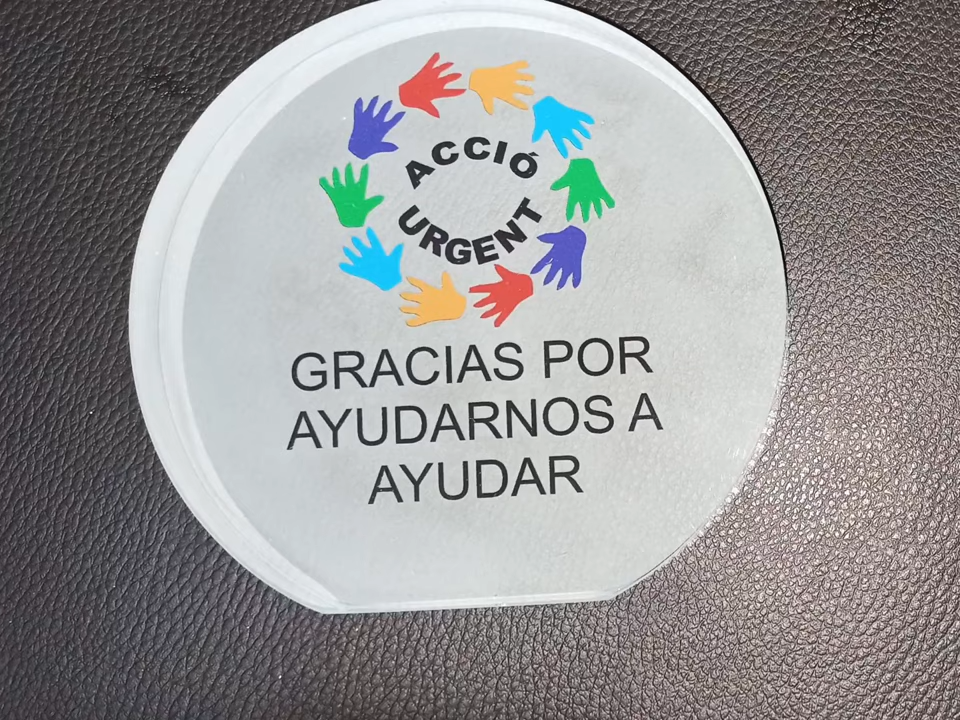 ACCIÓ
URGENT
GRACIAS POR
AYUDARNOS A
AYUDAR